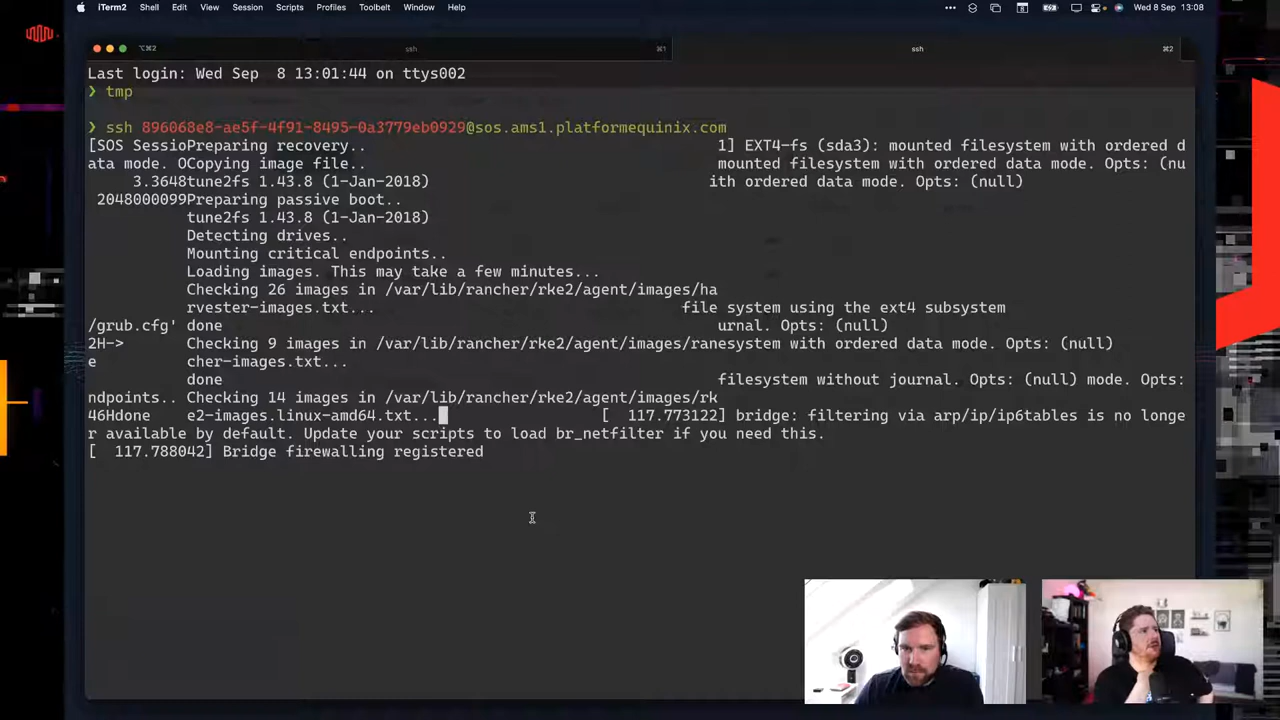 iTerm2 Shell Edit View Session Scripts Profiles Toolbelt Window Help Wed 8 Sep 13:08
⌥⌘2 ssh ⌘1 ssh ⌘2
Last login: Wed Sep  8 13:01:44 on ttys002
❯ tmp
❯ ssh 896068e8-ae5f-4f91-8495-0a3779eb0929@sos.ams1.platformequinix.com
[SOS SessioPreparing recovery.. 1] EXT4-fs (sda3): mounted filesystem with ordered d
ata mode. OCopying image file.. mounted filesystem with ordered data mode. Opts: (nu
3.3648tune2fs 1.43.8 (1-Jan-2018) ith ordered data mode. Opts: (null)
2048000099Preparing passive boot..
tune2fs 1.43.8 (1-Jan-2018)
Detecting drives..
Mounting critical endpoints..
Loading images. This may take a few minutes...
Checking 26 images in /var/lib/rancher/rke2/agent/images/ha
rvester-images.txt... file system using the ext4 subsystem
/grub.cfg' done urnal. Opts: (null)
2H–> Checking 9 images in /var/lib/rancher/rke2/agent/images/ranesystem with ordered data mode. Opts: (null)
e cher-images.txt...
done filesystem without journal. Opts: (null) mode. Opts:
ndpoints.. Checking 14 images in /var/lib/rancher/rke2/agent/images/rk
46Hdone e2-images.linux-amd64.txt... [  117.773122] bridge: filtering via arp/ip/ip6tables is no longe
r available by default. Update your scripts to load br_netfilter if you need this.
[  117.788042] Bridge firewalling registered